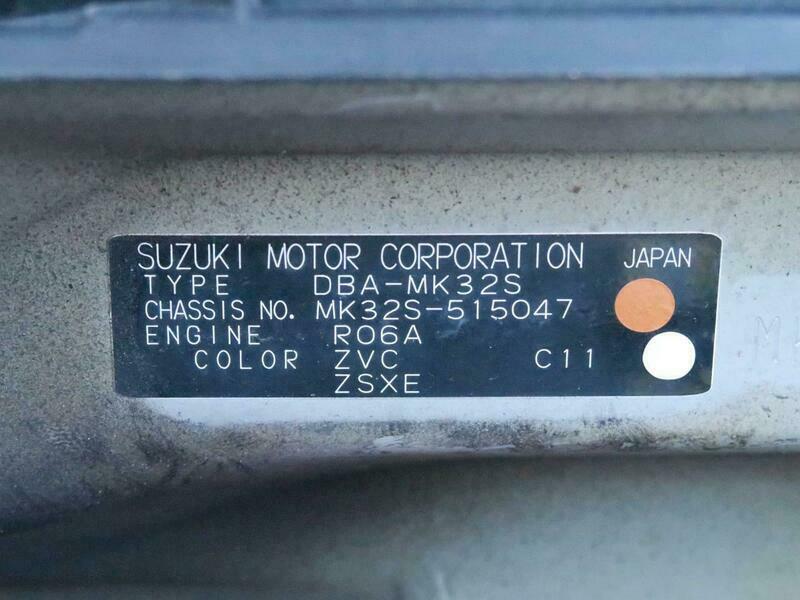 SUZUKI MOTOR CORPORATION JAPAN
TYPE DBA-MK32S
CHASSIS NO. MK32S-515047
ENGINE R06A
COLOR ZVC C11
ZSXE